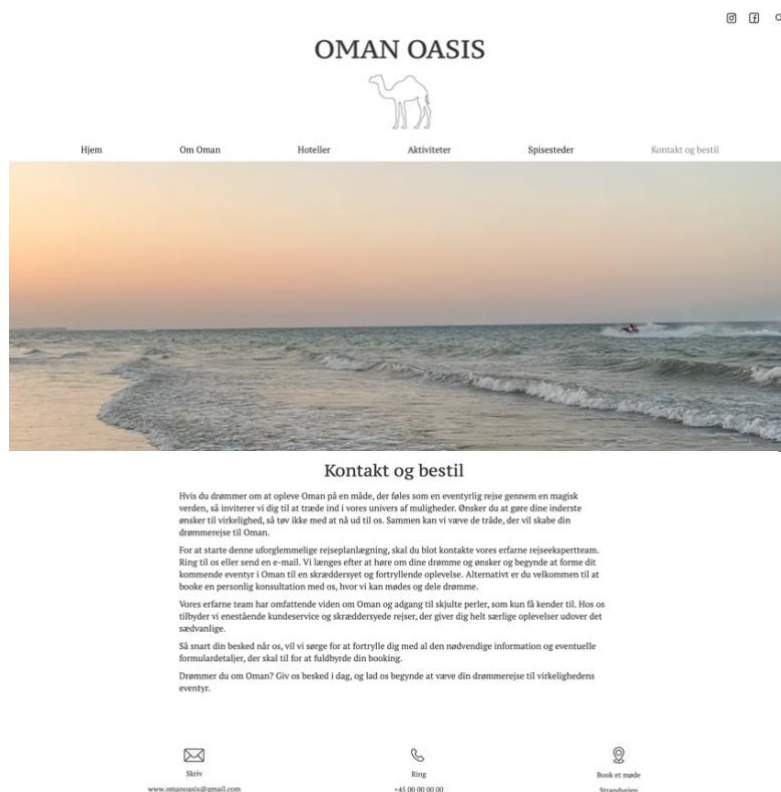 OMAN OASIS
Hjem Om Oman Hoteller Aktiviteter Spisesteder Kontakt og bestil
Kontakt og bestil
Hvis du drømmer om at opleve Oman på en måde, der føles som en eventyrlig rejse gennem en magisk
verden, så inviterer vi dig til at træde ind i vores univers af muligheder. Ønsker du at gøre dine inderste
ønsker til virkelighed, så tøv ikke med at nå ud til os. Sammen kan vi væve de tråde, der vil skabe din
drømmerejse til Oman.
For at starte denne uforglemmelige rejseplanlægning, skal du blot kontakte vores erfarne rejseekspertteam.
Ring til os eller send en e-mail. Vi længes efter at høre om dine drømme og ønsker og begynde at forme dit
kommende eventyr i Oman til en skræddersyet og fortryllende oplevelse. Alternativt er du velkommen til at
booke en personlig konsultation med os, hvor vi kan mødes og dele drømme.
Vores erfarne team har omfattende viden om Oman og adgang til skjulte perler, som kun få kender til. Hos os
tilbyder vi enestående kundeservice og skræddersyede rejser, der giver dig helt særlige oplevelser udover det
sædvanlige.
Så snart din besked når os, vil vi sørge for at fortrylle dig med al den nødvendige information og eventuelle
formulardetaljer, der skal til for at fuldbyrde din booking.
Drømmer du om Oman? Giv os besked i dag, og lad os begynde at væve din drømmerejse til virkelighedens
eventyr.
Skriv Ring Book et møde
www.omanoasis@gmail.com +45 00 00 00 00 Strandvejen